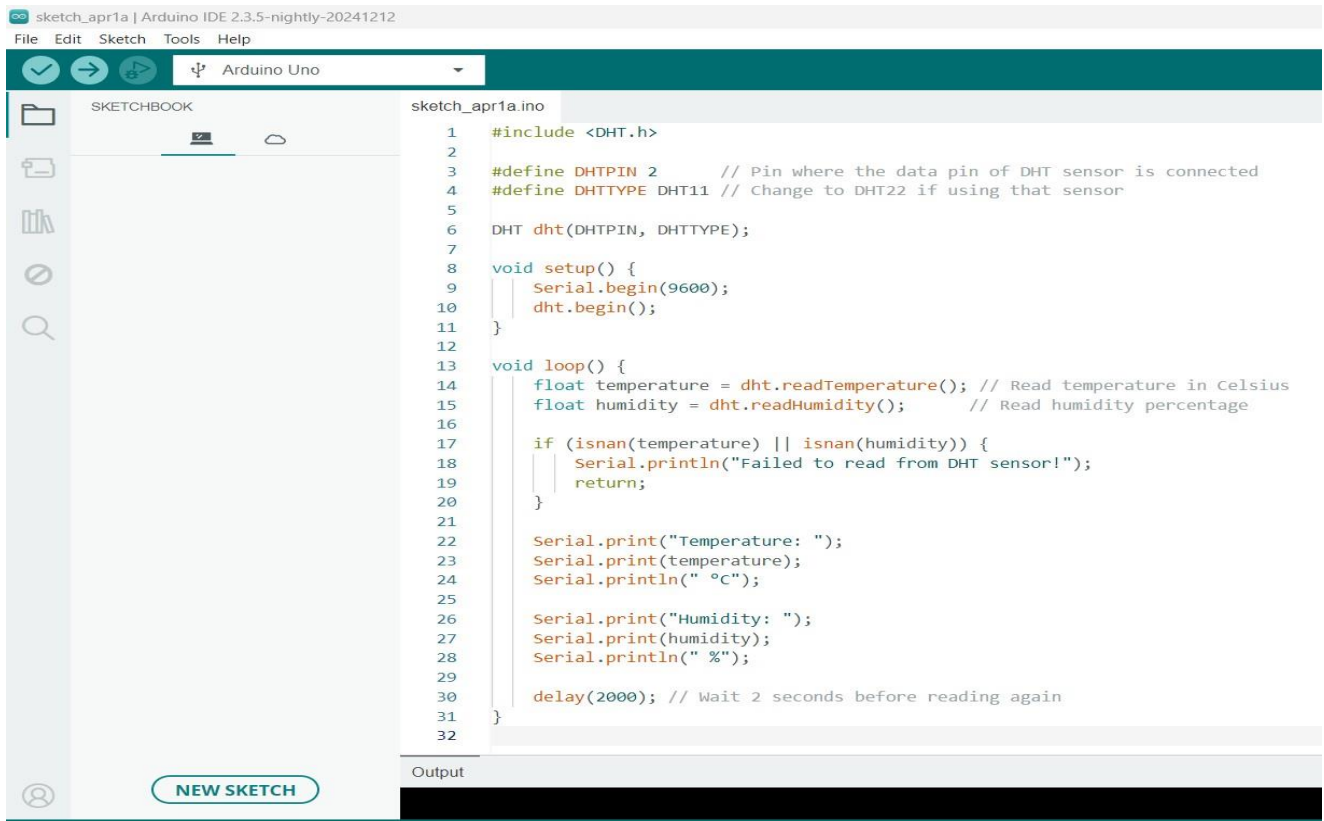 sketch_apr1a | Arduino IDE 2.3.5-nightly-20241212
File Edit Sketch Tools Help
Arduino Uno
SKETCHBOOK
sketch_apr1a.ino
1 #include <DHT.h>
2
3 #define DHTPIN 2 // Pin where the data pin of DHT sensor is connected
4 #define DHTTYPE DHT11 // Change to DHT22 if using that sensor
5
6 DHT dht(DHTPIN, DHTTYPE);
7
8 void setup() {
9 Serial.begin(9600);
10 dht.begin();
11 }
12
13 void loop() {
14 float temperature = dht.readTemperature(); // Read temperature in Celsius
15 float humidity = dht.readHumidity(); // Read humidity percentage
16
17 if (isnan(temperature) || isnan(humidity)) {
18 Serial.println("Failed to read from DHT sensor!");
19 return;
20 }
21
22 Serial.print("Temperature: ");
23 Serial.print(temperature);
24 Serial.println(" °C");
25
26 Serial.print("Humidity: ");
27 Serial.print(humidity);
28 Serial.println(" %");
29
30 delay(2000); // Wait 2 seconds before reading again
31 }
32
Output
NEW SKETCH